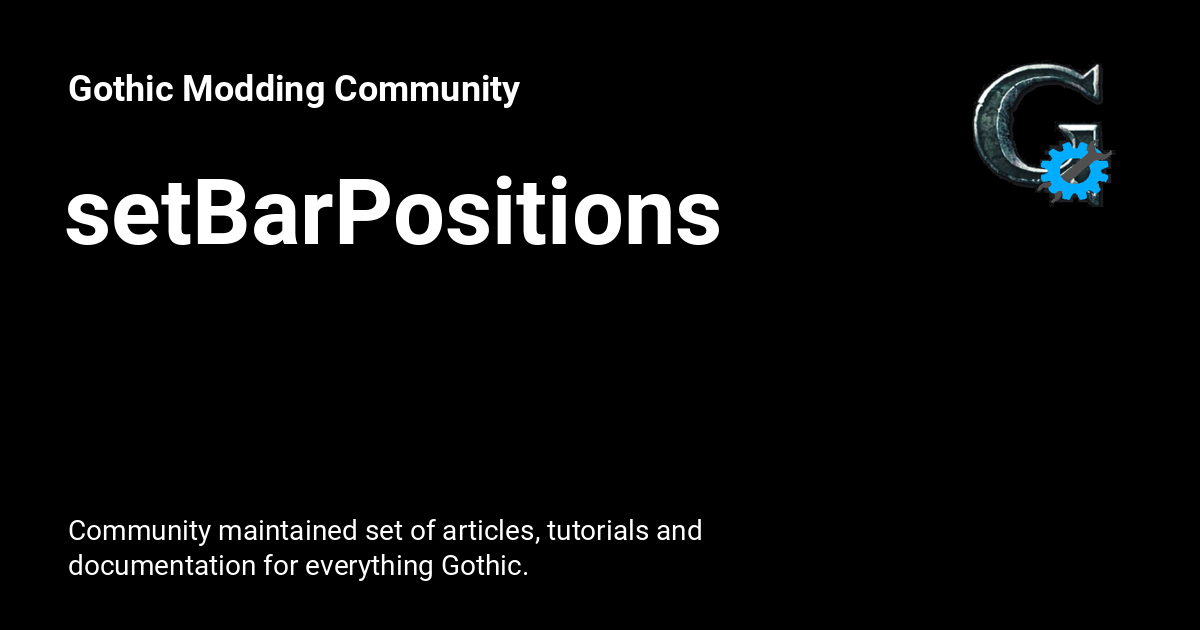 Gothic Modding Community
G
setBarPositions
Community maintained set of articles, tutorials and
documentation for everything Gothic.